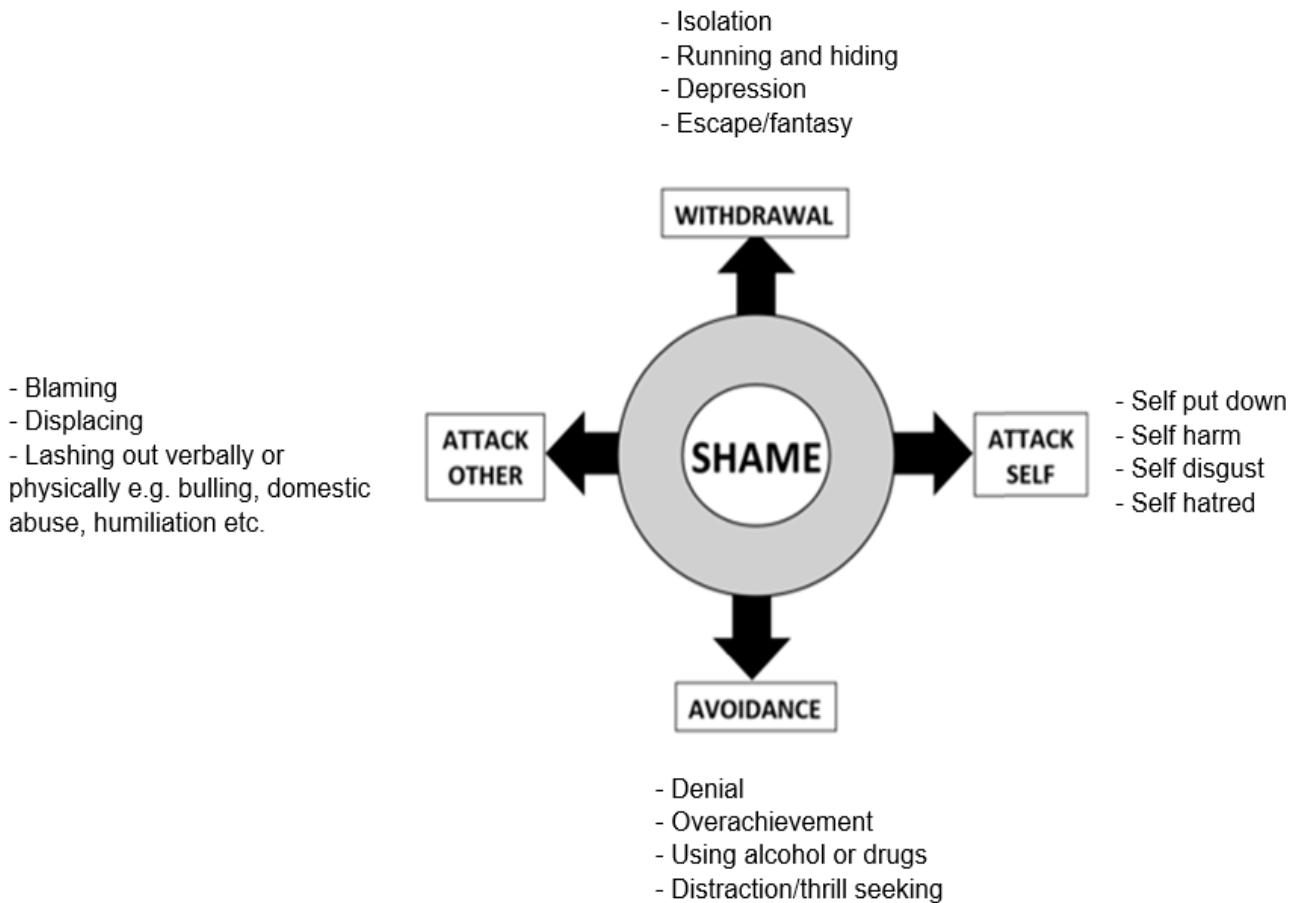 - Isolation
- Running and hiding
- Depression
- Escape/fantasy
WITHDRAWAL
- Blaming
- Displacing
- Lashing out verbally or
physically e.g. bulling, domestic
abuse, humiliation etc.
ATTACK
OTHER
SHAME
ATTACK
SELF
- Self put down
- Self harm
- Self disgust
- Self hatred
AVOIDANCE
- Denial
- Overachievement
- Using alcohol or drugs
- Distraction/thrill seeking